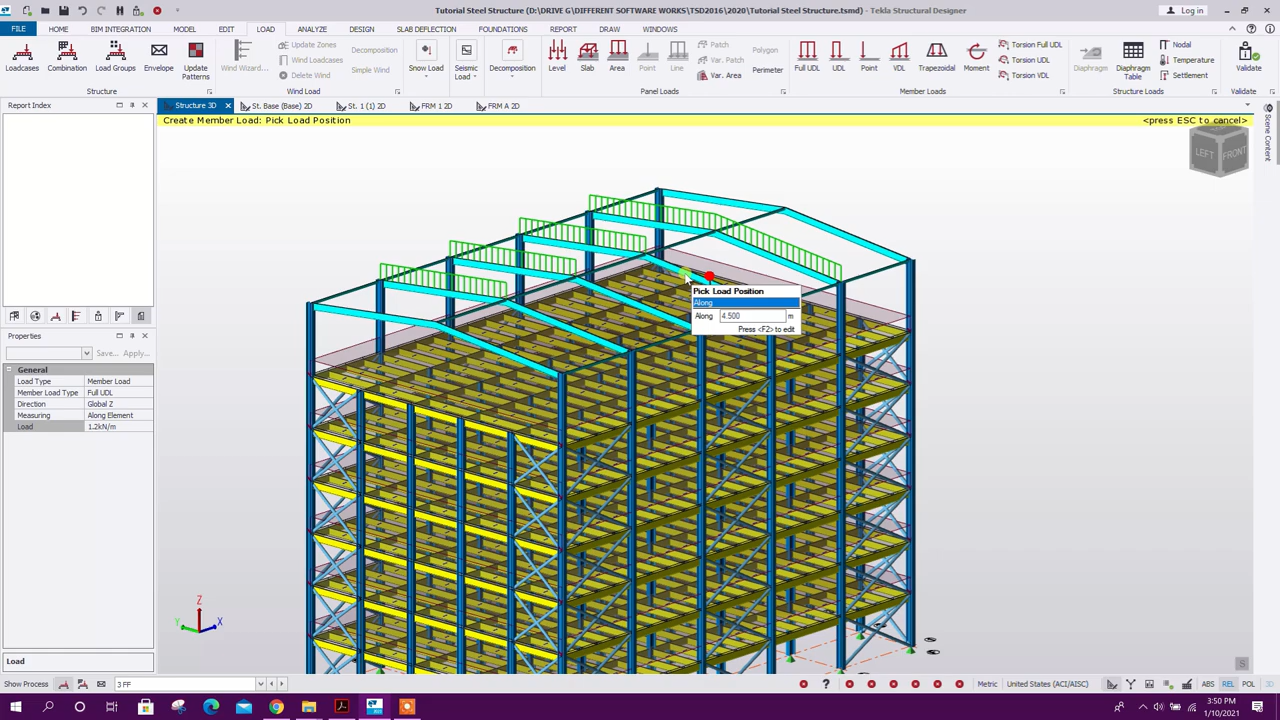 Tutorial Steel Structure (D:\DRIVE G\DIFFERENT SOFTWARE WORKS\TSD2016\2020\Tutorial Steel Structure.tsmd) - Tekla Structural Designer
Log in
FILE HOME BIM INTEGRATION MODEL EDIT LOAD ANALYZE DESIGN SLAB DEFLECTION FOUNDATIONS REPORT DRAW WINDOWS
Loadcases Combination Load Groups Envelope Update Patterns
Structure
Wind Wizard... Update Zones Wind Loadcases Delete Wind Decomposition Simple Wind
Wind Load
Snow Load Seismic Load Decomposition
Level Slab Area Point Line Patch Var. Patch Var. Area Polygon Perimeter
Panel Loads
Full UDL UDL Point VDL Trapezoidal Moment Torsion Full UDL Torsion UDL Torsion VDL
Member Loads
Diaphragm Diaphragm Table Nodal Temperature Settlement
Structure Loads
Validate
Validate
Report Index
Structure 3D St. Base (Base) 2D St. 1 (1) 2D FRM 1 2D FRM A 2D
Create Member Load: Pick Load Position
<press ESC to cancel>
Scene Content
LEFT FRONT
Pick Load Position
Along
Along 4.500 m
Press <F2> to edit
Properties
Save... Apply...
General
Load Type Member Load
Member Load Type Full UDL
Direction Global Z
Measuring Along Element
Load 1.2kN/m
Z
Y X
Load
S
Show Process 3 FF
Metric United States (ACI/AISC) ABS REL POL 3D
3:50 PM
1/10/2021